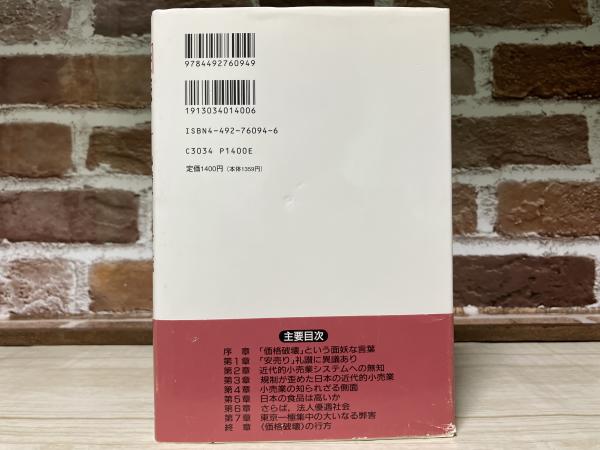 9784492760949
1913034014006
ISBN4-492-76094-6
C3034 P1400E
定価1400円（本体1359円）
主要目次
序 章 「価格破壊」という面妖な言葉
第1章 「安売り」礼讃に異議あり
第2章 近代的小売業システムへの無知
第3章 規制が歪めた日本の近代的小売業
第4章 小売業の知られざる側面
第5章 日本の食品は高いか
第6章 さらば，法人優遇社会
第7章 東京一極集中の大いなる弊害
終 章 〈価格破壊〉の行方